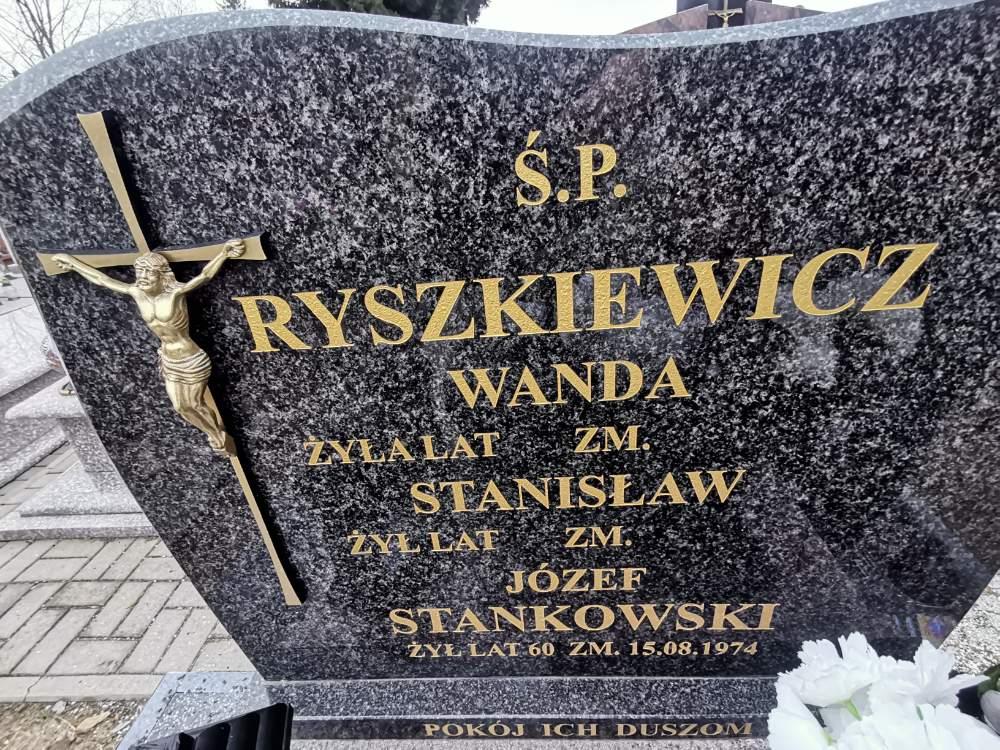 Ś.P.
RYSZKIEWICZ
WANDA
ŻYŁA LAT ZM.
STANISŁAW
ŻYŁ LAT ZM.
JÓZEF
STANKOWSKI
ŻYŁ LAT 60 ZM. 15.08.1974
POKÓJ ICH DUSZOM